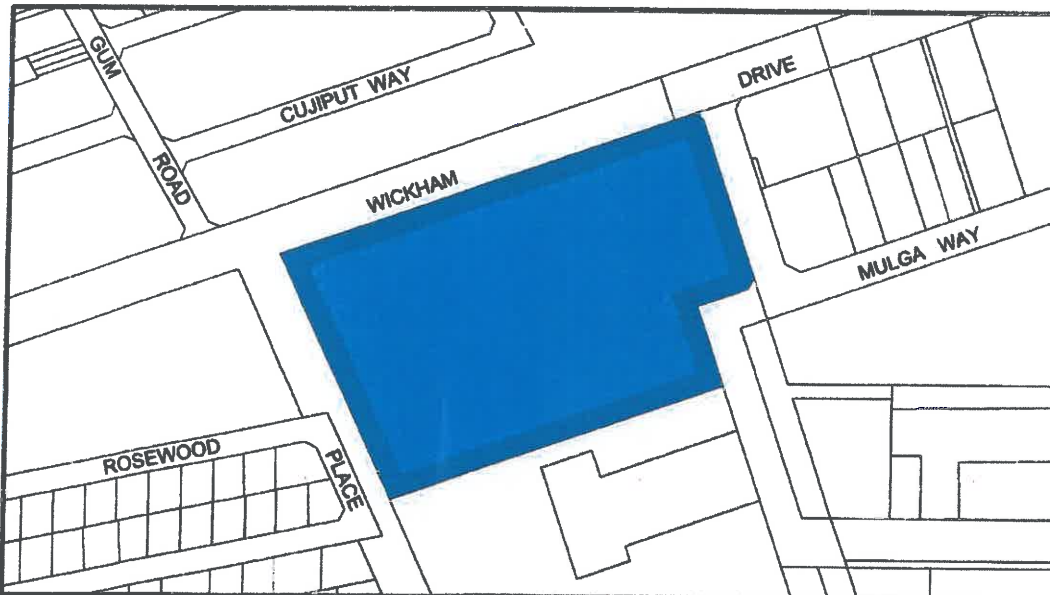 GUM
ROAD
CUJIPUT WAY
WICKHAM
DRIVE
MULGA WAY
ROSEWOOD
PLACE